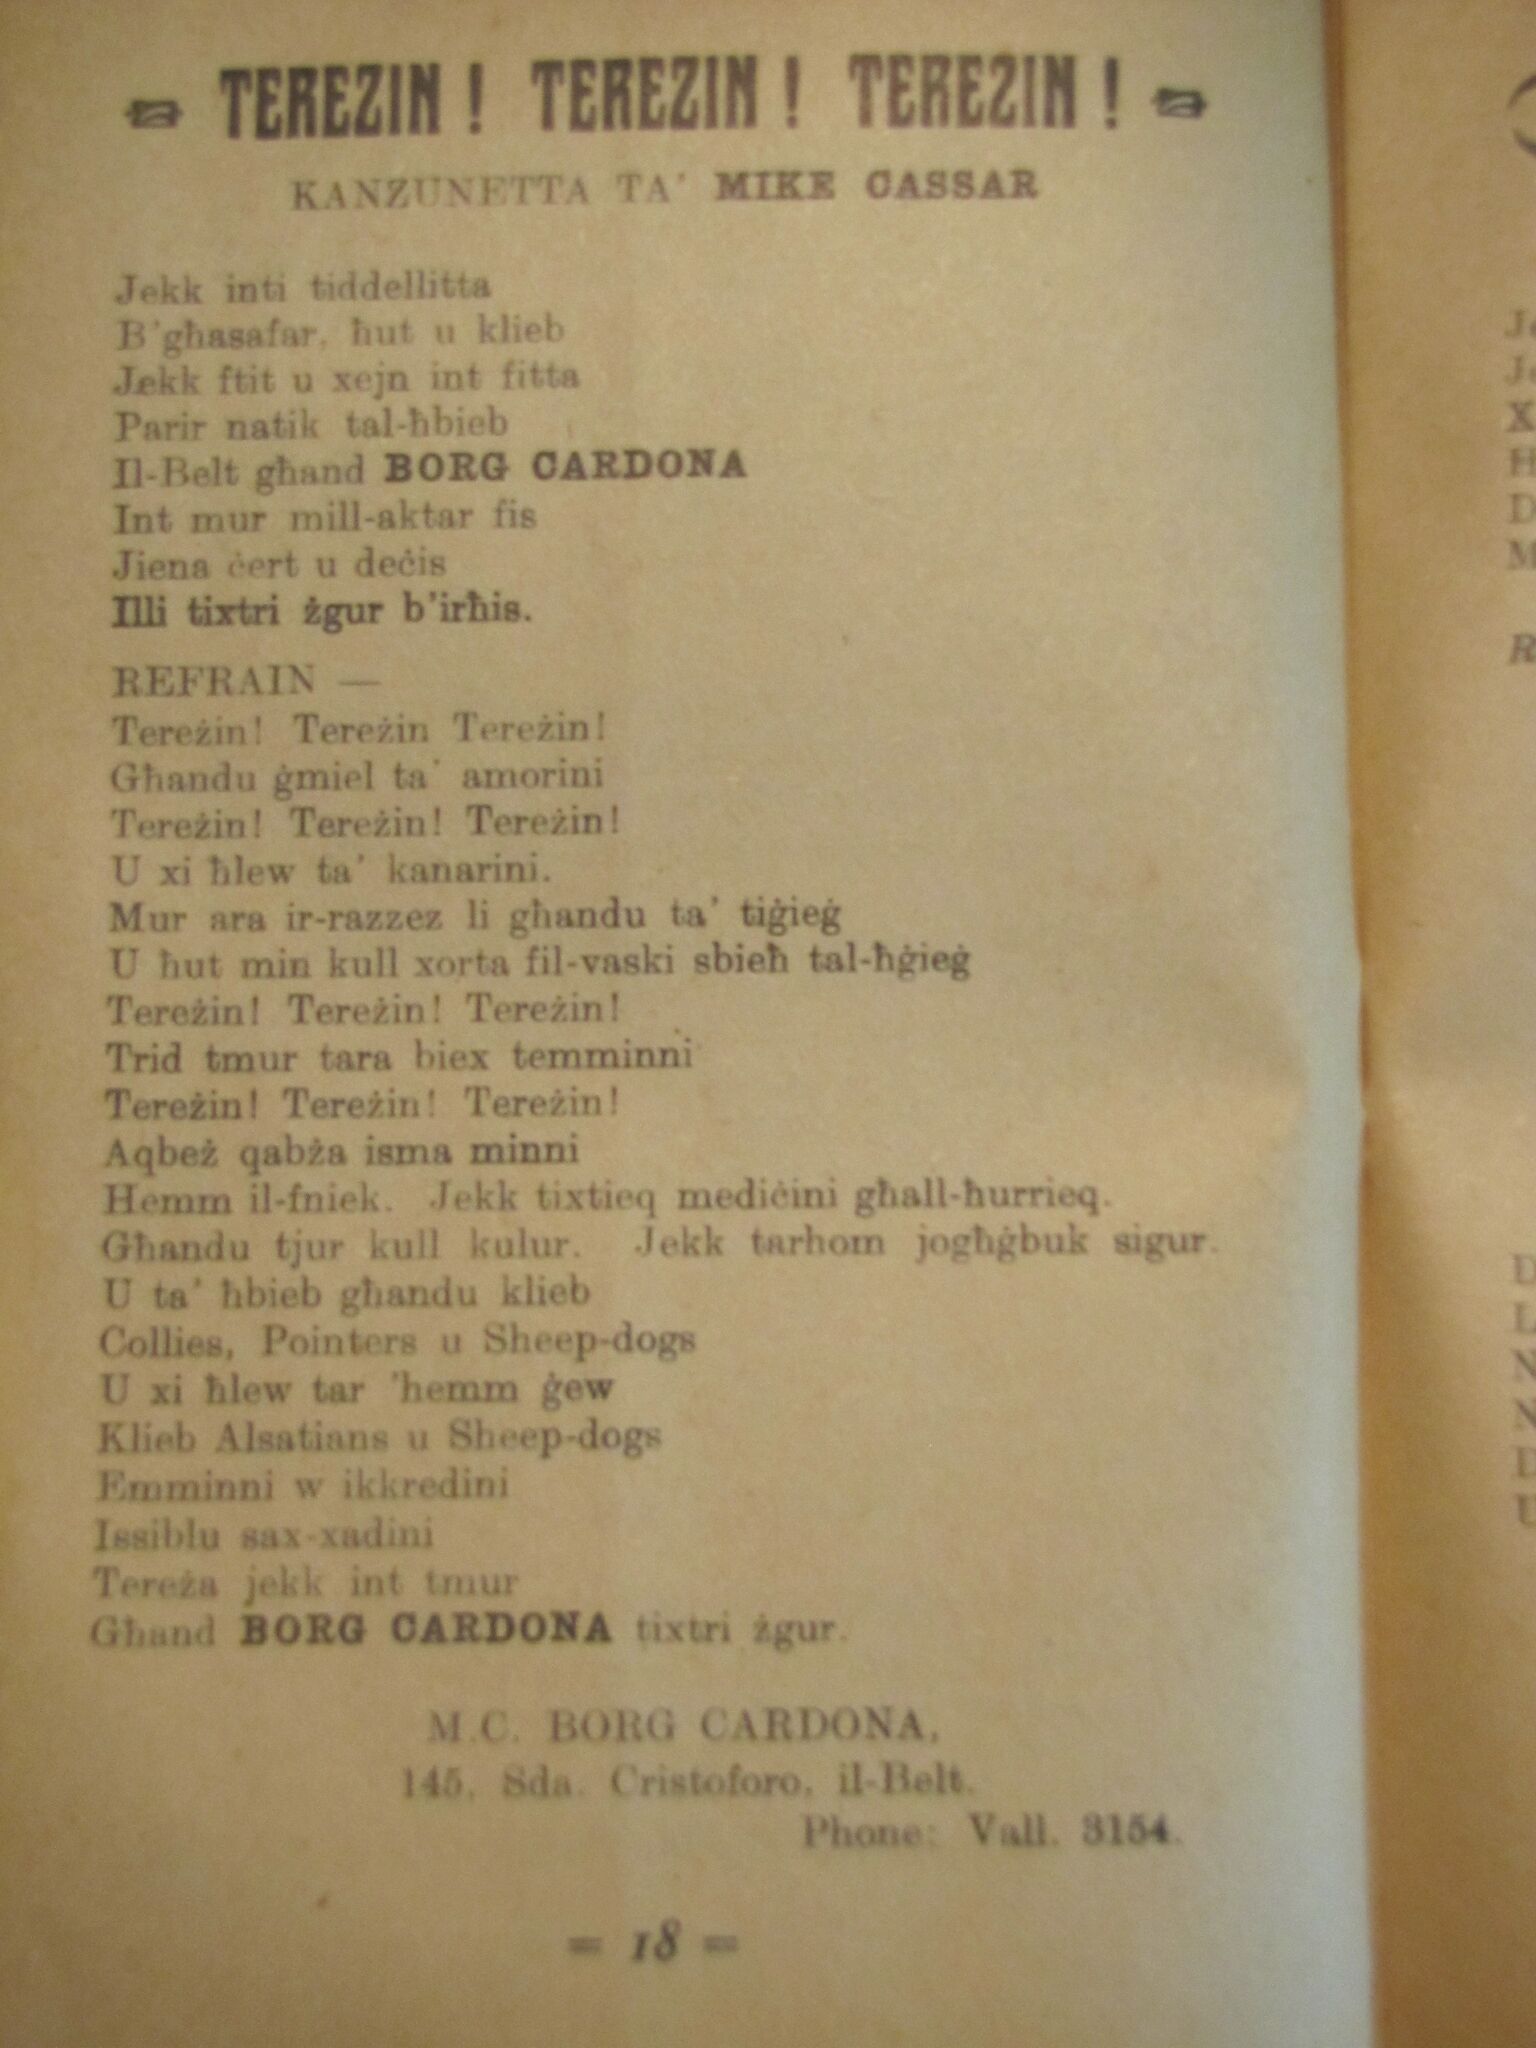 TEREZIN! TEREZIN! TEREZIN!
KANZUNETTA TA' MIKE CASSAR
Jekk inti tiddellitta
B'għasafar, ħut u klieb
Jekk ftit u xejn int fitta
Parir natik tal-ħbieb
Il-Belt għand BORG CARDONA
Int mur mill-aktar fis
Jiena ċert u deċis
Illi tixtri żgur b'irħis.
REFRAIN —
Tereżin! Tereżin Tereżin!
Għandu ġmiel ta' amorini
Tereżin! Tereżin! Tereżin!
U xi ħlew ta' kanarini.
Mur ara ir-razzez li għandu ta' tiġieġ
U ħut min kull xorta fil-vaski sbieħ tal-ħġieġ
Tereżin! Tereżin! Tereżin!
Trid tmur tara biex temminni
Tereżin! Tereżin! Tereżin!
Aqbeż qabża isma minni
Hemm il-fniek. Jekk tixtieq mediċini għall-ħurrieq.
Għandu tjur kull kulur. Jekk tarhom jogħġbuk sigur.
U ta' ħbieb għandu klieb
Collies, Pointers u Sheep-dogs
U xi ħlew tar 'hemm ġew
Klieb Alsatians u Sheep-dogs
Emminni w ikkredini
Issiblu sax-xadini
Tereża jekk int tmur
Għand BORG CARDONA tixtri żgur.
M.C. BORG CARDONA,
145, Sda. Cristoforo, il-Belt.
Phone: Vall. 3154.
= 18 =